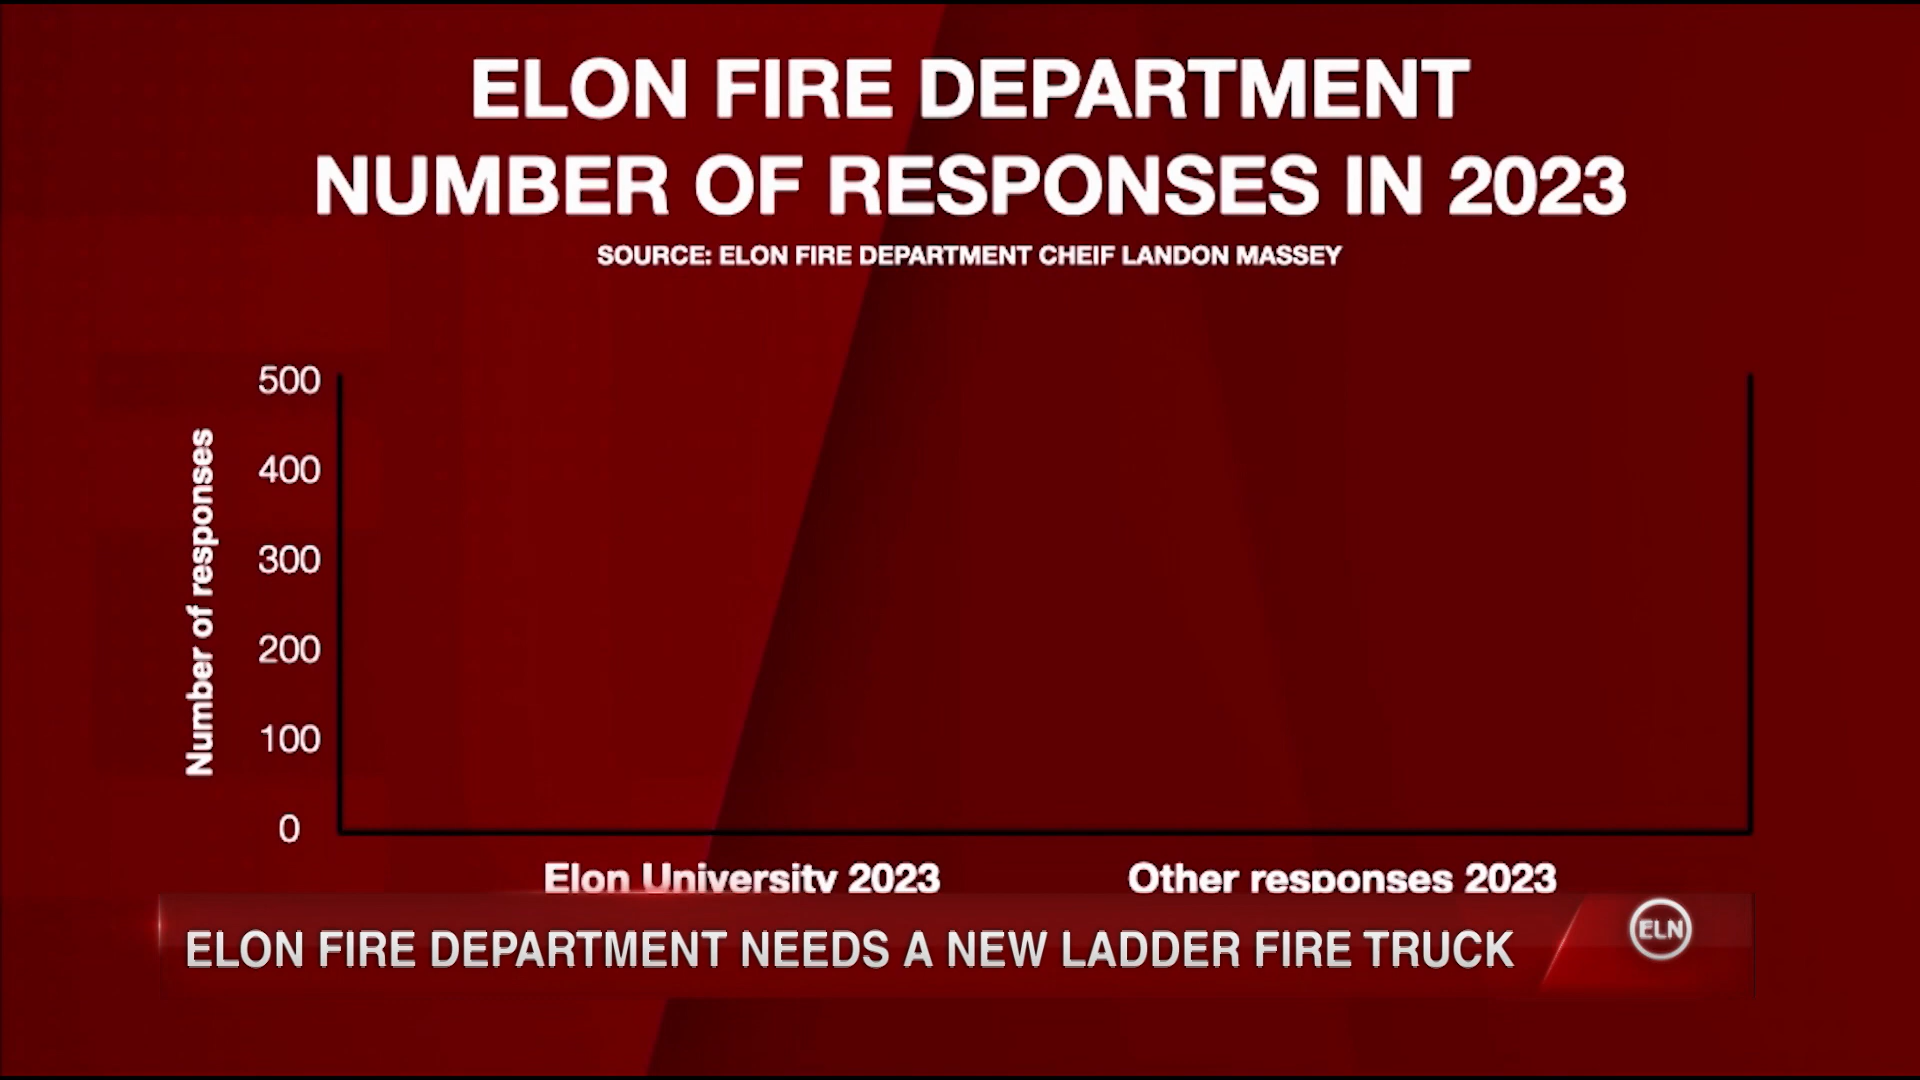 ELON FIRE DEPARTMENT
NUMBER OF RESPONSES IN 2023
SOURCE: ELON FIRE DEPARTMENT CHEIF LANDON MASSEY
Number of responses
500
400
300
200
100
0
Elon University 2023
Other responses 2023
ELON FIRE DEPARTMENT NEEDS A NEW LADDER FIRE TRUCK
ELN